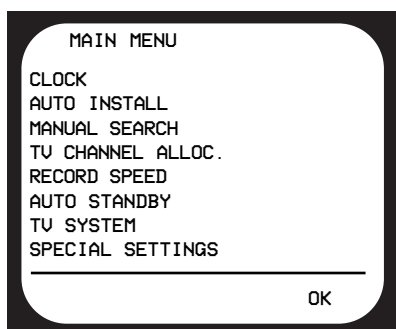 MAIN MENU
CLOCK
AUTO INSTALL
MANUAL SEARCH
TV CHANNEL ALLOC.
RECORD SPEED
AUTO STANDBY
TV SYSTEM
SPECIAL SETTINGS
OK